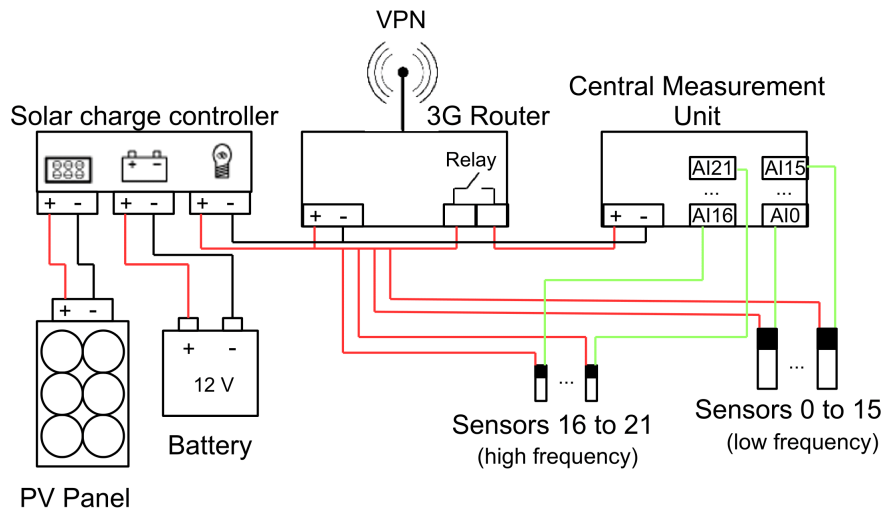 VPN
Solar charge controller
3G Router
Central Measurement
Unit
Relay
AI21
AI15
...
...
AI16
AI0
+ -
+ -
+ -
+ -
+ -
+ -
+ -
12 V
...
...
Sensors 0 to 15
(low frequency)
Sensors 16 to 21
(high frequency)
Battery
PV Panel